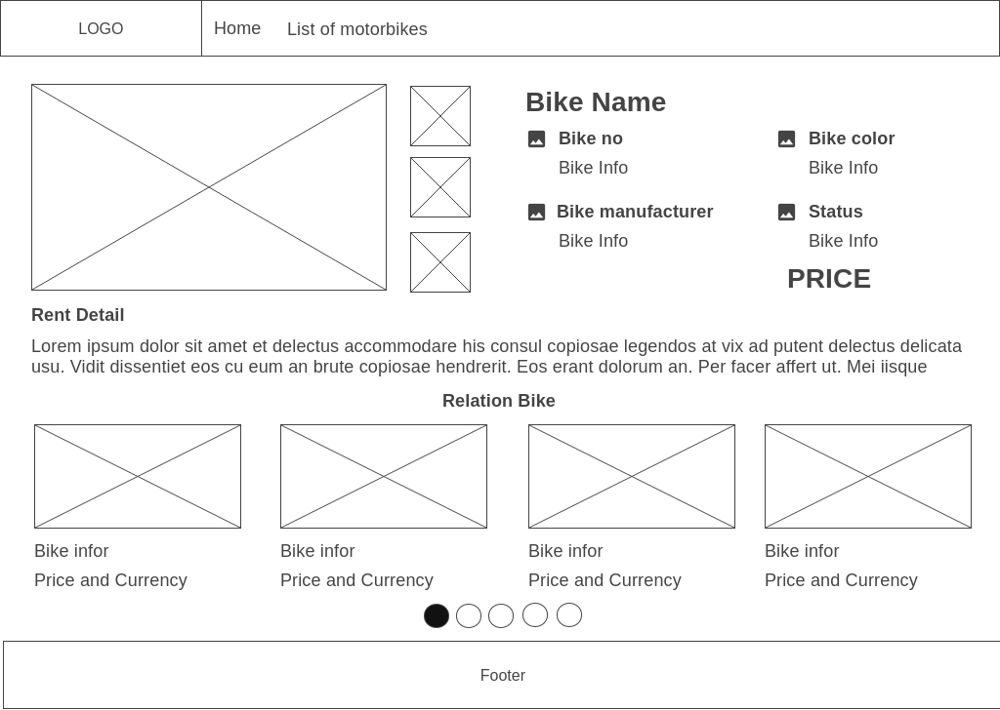 LOGO
Home
List of motorbikes
Bike Name
Bike no
Bike color
Bike Info
Bike Info
Bike manufacturer
Status
Bike Info
Bike Info
PRICE
Rent Detail
Lorem ipsum dolor sit amet et delectus accommodare his consul copiosae legendos at vix ad putent delectus delicata
usu. Vidit dissentiet eos cu eum an brute copiosae hendrerit. Eos erant dolorum an. Per facer affert ut. Mei iisque
Relation Bike
Bike infor
Bike infor
Bike infor
Bike infor
Price and Currency
Price and Currency
Price and Currency
Price and Currency
Footer